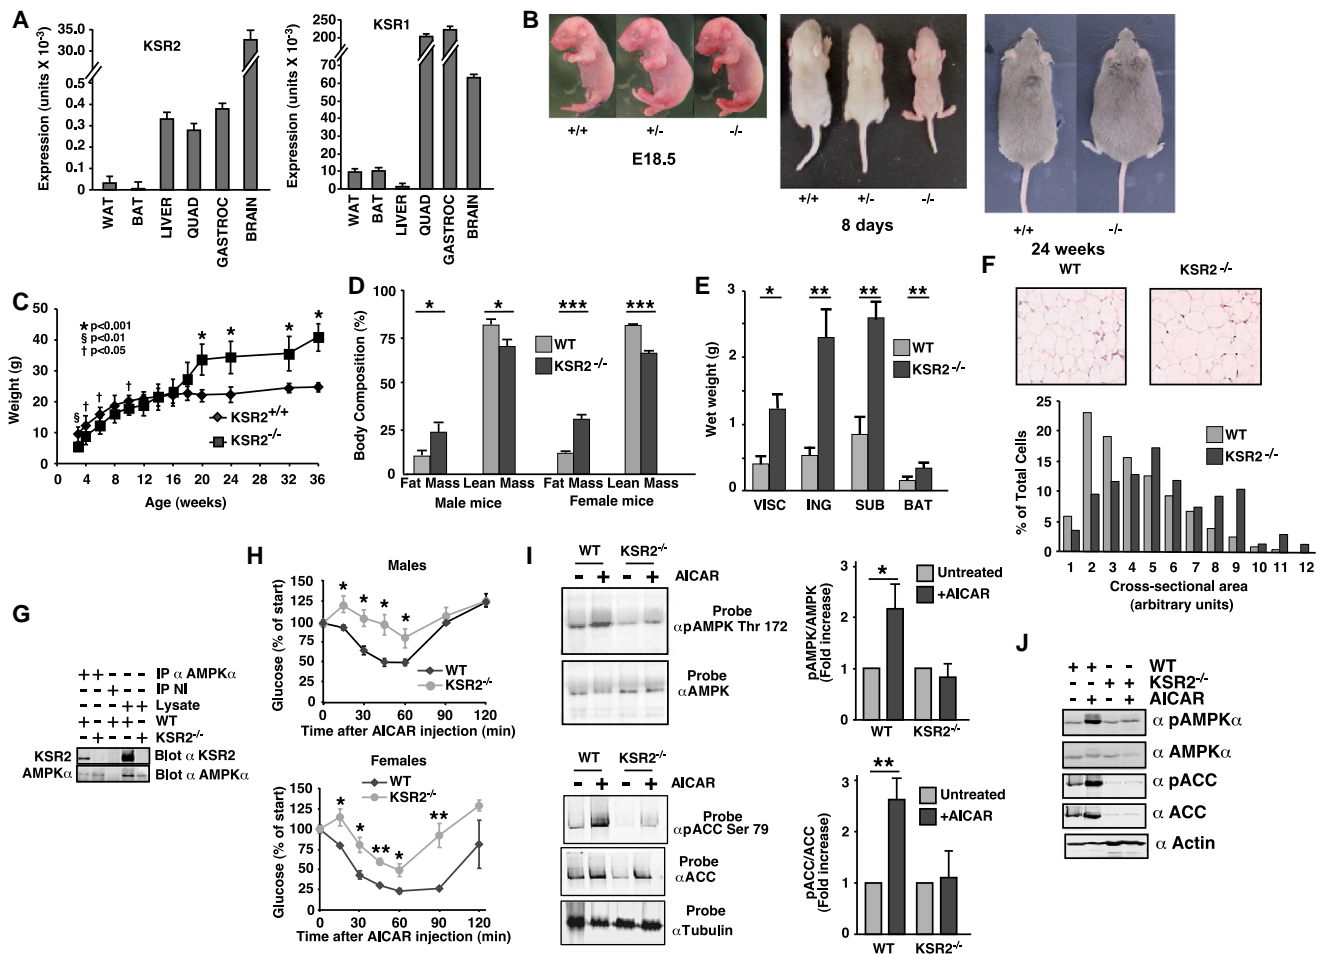 A
Expression (units X 10-3)
35.0
30.0
0.5
0.4
0.3
0.2
0.1
0
KSR2
WAT
BAT
LIVER
QUAD
GASTROC
BRAIN
Expression (units X 10-3)
250
200
70
60
50
40
30
20
10
0
KSR1
WAT
BAT
LIVER
QUAD
GASTROC
BRAIN
B
+/+ +/- -/-
E18.5
+/+ +/- -/-
8 days
+/+ -/-
24 weeks
C
Weight (g)
50
40
30
20
10
0
* p<0.001
§ p<0.01
† p<0.05
§ † † † * * * *
KSR2+/+
KSR2-/-
0 4 8 12 16 20 24 28 32 36
Age (weeks)
D
Body Composition (%)
100
75
50
25
0
* * *** ***
WT
KSR2-/-
Fat Mass Lean Mass Fat Mass Lean Mass
Male mice Female mice
E
Wet weight (g)
3
2
1
0
* ** ** **
WT
KSR2-/-
VISC ING SUB BAT
F
WT KSR2-/-
% of Total Cells
25
20
15
10
5
0
WT
KSR2-/-
1 2 3 4 5 6 7 8 9 10 11 12
Cross-sectional area
(arbitrary units)
G
+ + - - - IP α AMPKα
- - + - - IP NI
- - - + + Lysate
+ - + + - WT
- + - - + KSR2-/-
KSR2 Blot α KSR2
AMPKα Blot α AMPKα
H
Males
Glucose (% of start)
150
125
100
75
50
25
0
* * * *
WT
KSR2-/-
0 30 60 90 120
Time after AICAR injection (min)
Females
Glucose (% of start)
150
125
100
75
50
25
0
* * ** * **
WT
KSR2-/-
0 30 60 90 120
Time after AICAR injection (min)
I
WT KSR2-/-
- + - + AICAR
Probe
αpAMPK Thr 172
Probe
αAMPK
pAMPK/AMPK
(Fold increase)
3
2
1
0
*
Untreated
+AICAR
WT KSR2-/-
WT KSR2-/-
- + - + AICAR
Probe
αpACC Ser 79
Probe
αACC
Probe
αTubulin
pACC/ACC
(Fold increase)
3
2
1
0
**
Untreated
+AICAR
WT KSR2-/-
J
+ + - - WT
- - + + KSR2-/-
- + - + AICAR
α pAMPKα
α AMPKα
α pACC
α ACC
α Actin